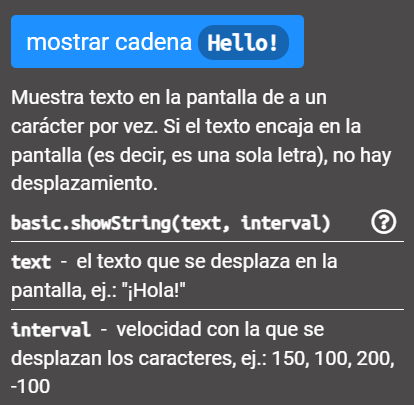 mostrar cadena Hello!
Muestra texto en la pantalla de a un
carácter por vez. Si el texto encaja en la
pantalla (es decir, es una sola letra), no hay
desplazamiento.
basic.showString(text, interval) ?
text - el texto que se desplaza en la
pantalla, ej.: "¡Hola!"
interval - velocidad con la que se
desplazan los caracteres, ej.: 150, 100, 200,
-100